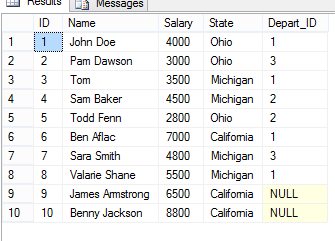 Results Messages
ID Name Salary State Depart_ID
1 1 John Doe 4000 Ohio 1
2 2 Pam Dawson 3000 Ohio 3
3 3 Tom 3500 Michigan 1
4 4 Sam Baker 4500 Michigan 2
5 5 Todd Fenn 2800 Ohio 2
6 6 Ben Aflac 7000 California 1
7 7 Sara Smith 4800 Michigan 3
8 8 Valarie Shane 5500 Michigan 1
9 9 James Armstrong 6500 California NULL
10 10 Benny Jackson 8800 California NULL